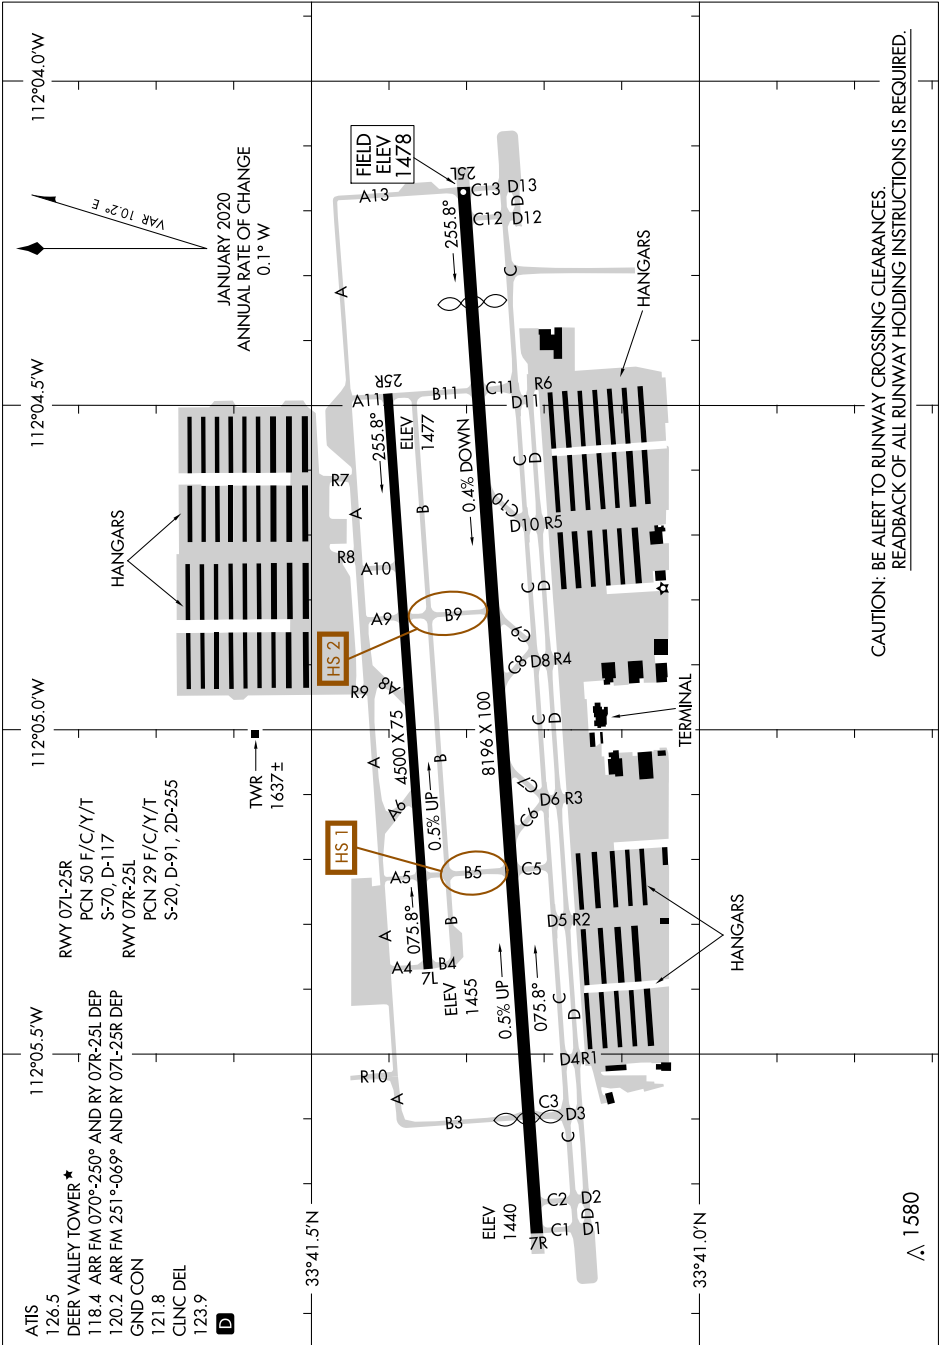 ATIS
126.5
DEER VALLEY TOWER ★
118.4 ARR FM 070°-250° AND RY 07R-25L DEP
120.2 ARR FM 251°-069° AND RY 07L-25R DEP
GND CON
121.8
CLNC DEL
123.9
D
RWY 07L-25R
PCN 50 F/C/Y/T
S-70, D-117
RWY 07R-25L
PCN 29 F/C/Y/T
S-20, D-91, 2D-255
112°05.5'W
112°05.0'W
112°04.5'W
112°04.0'W
VAR 10.2° E
JANUARY 2020
ANNUAL RATE OF CHANGE
0.1° W
HANGARS
TWR
1637±
33°41.5'N
HS 1
HS 2
R10
R9
R8
R7
A
A
A
A
A
A4
A5
A6
A8
A9
A10
A11
A13
FIELD
ELEV
1478
075.8°
4500 X 75
255.8°
25R
7L
ELEV
1455
0.5% UP
ELEV
1477
B3
B4
B
B5
B
B9
B
B11
25L
255.8°
ELEV
1440
7R
0.5% UP
075.8°
8196 X 100
0.4% DOWN
C1
C2
C3
C5
C6
C7
C8
C9
C10
C11
C12
C13
C
C
C
C
C
C
D
D
D
D
D
D
D1
D2
D3
D4
R1
D5
R2
D6
R3
D8
R4
D10
R5
D11
R6
D12
D13
HANGARS
HANGARS
TERMINAL
33°41.0'N
1580
CAUTION: BE ALERT TO RUNWAY CROSSING CLEARANCES.
READBACK OF ALL RUNWAY HOLDING INSTRUCTIONS IS REQUIRED.